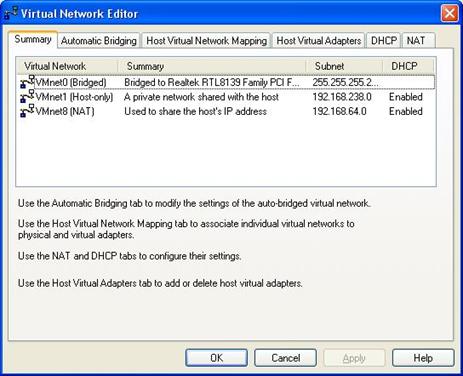 Virtual Network Editor
Summary Automatic Bridging Host Virtual Network Mapping Host Virtual Adapters DHCP NAT
Virtual Network Summary Subnet DHCP
VMnet0 (Bridged) Bridged to Realtek RTL8139 Family PCI F... 255.255.255.2...
VMnet1 (Host-only) A private network shared with the host 192.168.238.0 Enabled
VMnet8 (NAT) Used to share the host's IP address 192.168.64.0 Enabled
Use the Automatic Bridging tab to modify the settings of the auto-bridged virtual network.
Use the Host Virtual Network Mapping tab to associate individual virtual networks to
physical and virtual adapters.
Use the NAT and DHCP tabs to configure their settings.
Use the Host Virtual Adapters tab to add or delete host virtual adapters.
OK Cancel Apply Help